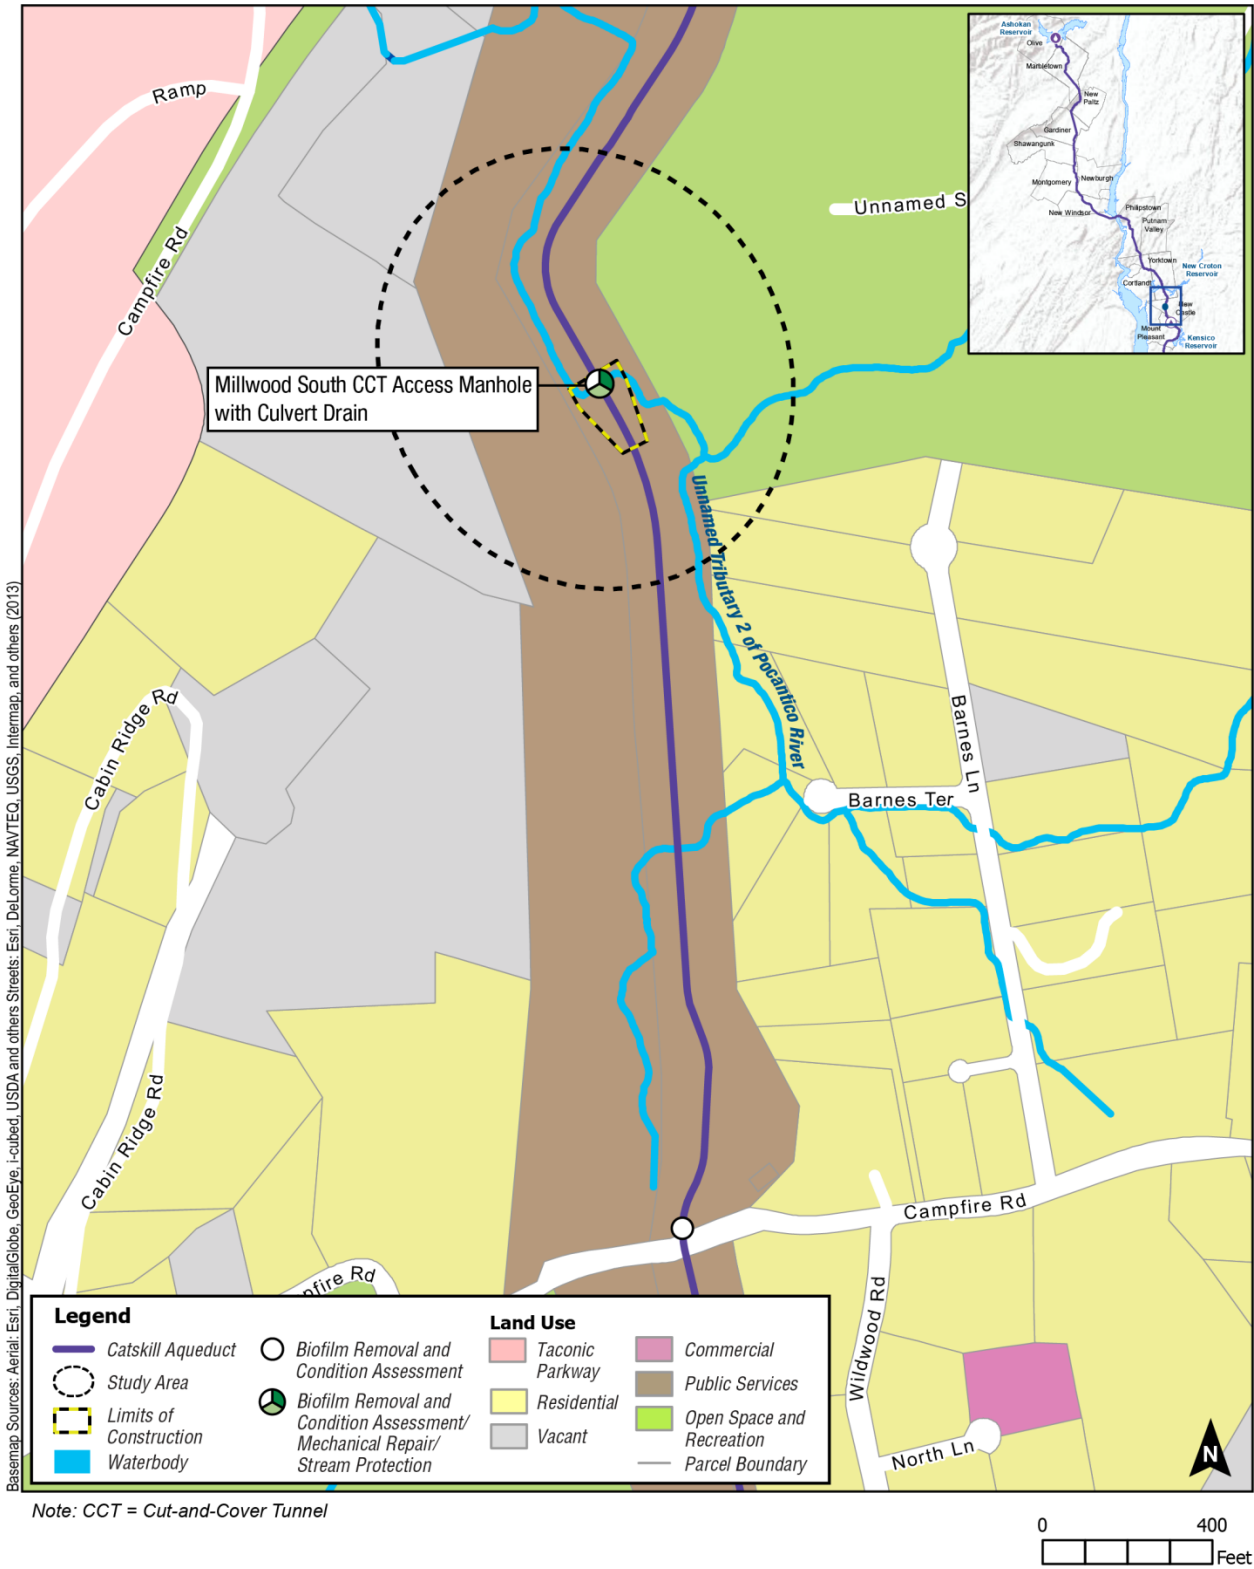 Ramp
Campfire Rd
Unnamed S
Ashokan
Reservoir
Olive
Marbletown
New
Paltz
Gardiner
Shawangunk
Montgomery
Newburgh
New Windsor
Philipstown
Putnam
Valley
Yorktown
New Croton
Reservoir
Cortlandt
New
Castle
Mount
Pleasant
Kensico
Reservoir
Millwood South CCT Access Manhole
with Culvert Drain
Unnamed Tributary 2 of Pocantico River
Barnes Ln
Barnes Ter
Cabin Ridge Rd
Cabin Ridge Rd
Campfire Rd
pfire Rd
Wildwood Rd
North Ln
N
Legend
Catskill Aqueduct
Study Area
Limits of
Construction
Waterbody
Biofilm Removal and
Condition Assessment
Biofilm Removal and
Condition Assessment/
Mechanical Repair/
Stream Protection
Land Use
Taconic
Parkway
Residential
Vacant
Commercial
Public Services
Open Space and
Recreation
Parcel Boundary
Basemap Sources: Aerial: Esri, DigitalGlobe, GeoEye, i-cubed, USDA and others Streets: Esri, DeLorme, NAVTEQ, USGS, Intermap, and others (2013)
Note: CCT = Cut-and-Cover Tunnel
0 400
Feet